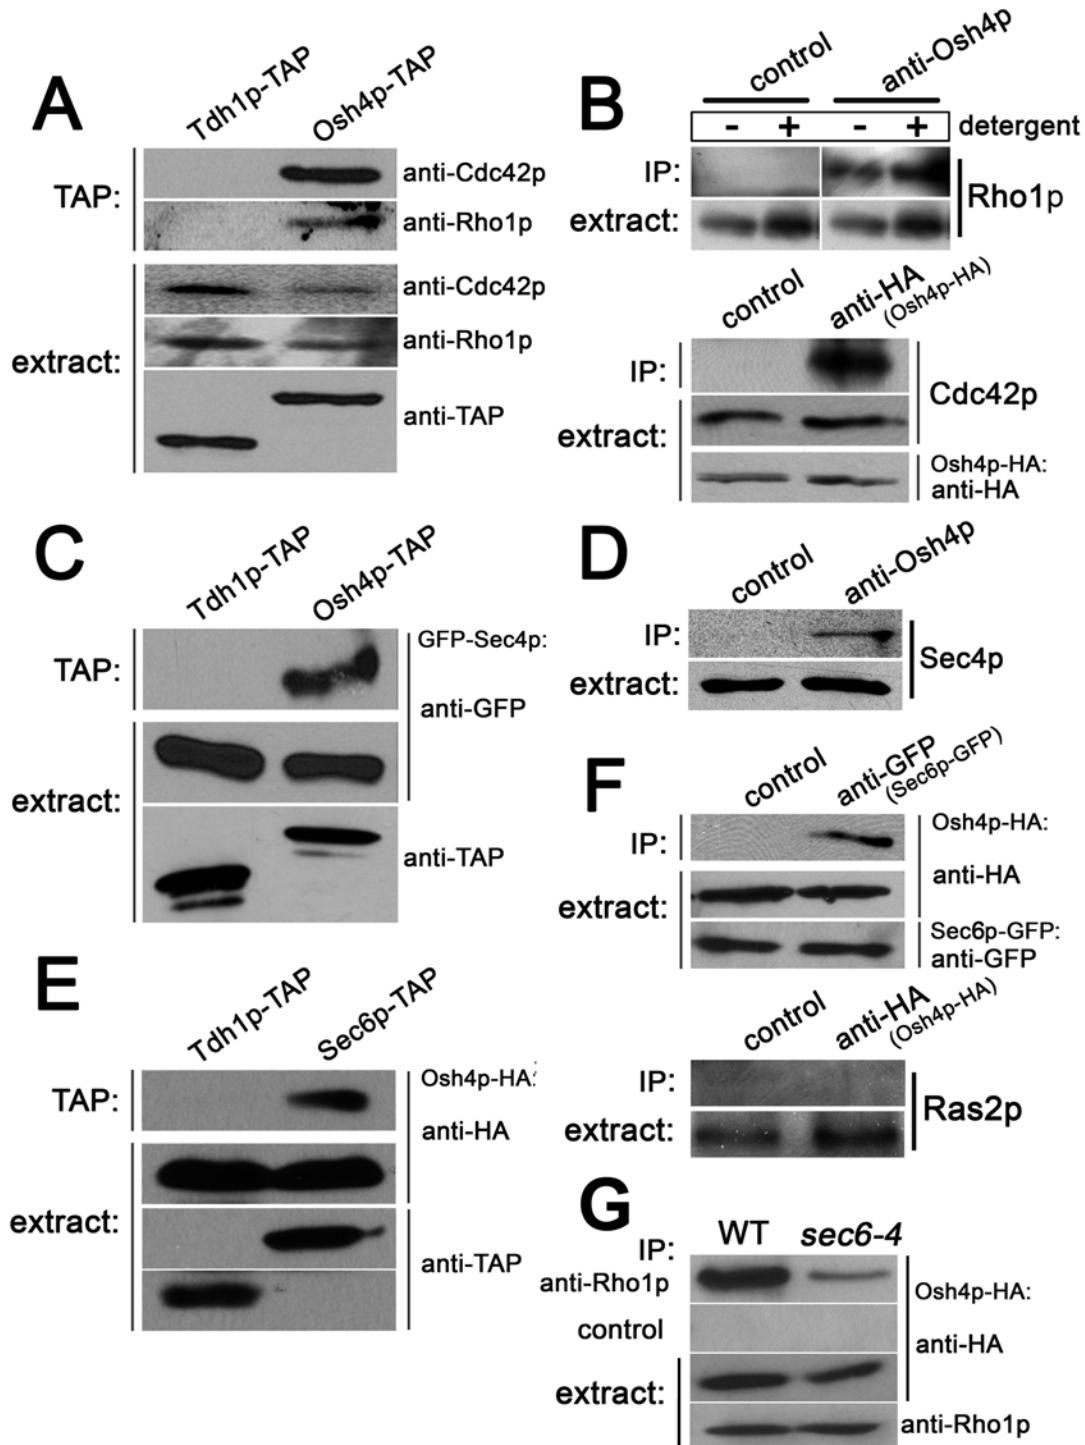 A
Tdh1p-TAP
Osh4p-TAP
TAP:
anti-Cdc42p
anti-Rho1p
extract:
anti-Cdc42p
anti-Rho1p
anti-TAP
B
control
anti-Osh4p
- + - + detergent
IP:
extract:
Rho1p
control
anti-HA
(Osh4p-HA)
IP:
extract:
Cdc42p
Osh4p-HA:
anti-HA
C
Tdh1p-TAP
Osh4p-TAP
TAP:
GFP-Sec4p:
anti-GFP
extract:
anti-TAP
D
control
anti-Osh4p
IP:
extract:
Sec4p
E
Tdh1p-TAP
Sec6p-TAP
TAP:
Osh4p-HA:
anti-HA
extract:
anti-TAP
F
control
anti-GFP
(Sec6p-GFP)
IP:
Osh4p-HA:
anti-HA
extract:
Sec6p-GFP:
anti-GFP
control
anti-HA
(Osh4p-HA)
IP:
extract:
Ras2p
G
WT sec6-4
IP:
anti-Rho1p
control
Osh4p-HA:
anti-HA
extract:
anti-Rho1p